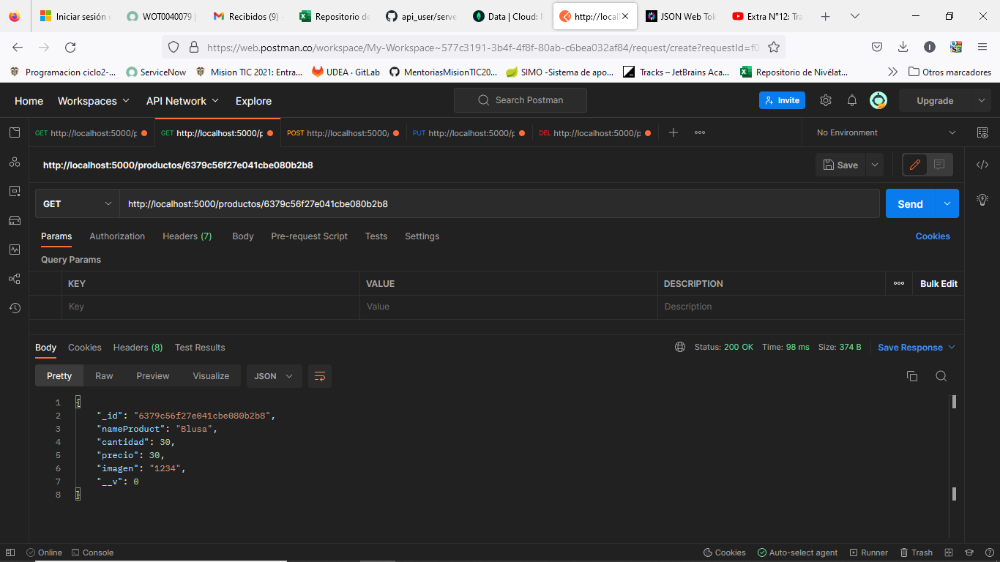 Iniciar sesión e
WOT0040079 |
Recibidos (9) -
Repositorio de
api_user/serve
Data | Cloud: M
http://local
JSON Web Tok
Extra N°12: Tra
https://web.postman.co/workspace/My-Workspace~577c3191-3b4f-4f8f-80ab-c6bea032af84/request/create?requestId=f0
Programacion ciclo2-...
ServiceNow
Mision TIC 2021: Entra...
UDEA · GitLab
MentoriasMisionTIC20...
SIMO -Sistema de apo...
Tracks – JetBrains Aca...
Repositorio de Nivélat...
Otros marcadores
Home Workspaces API Network Explore
Search Postman
Invite
Upgrade
GET http://localhost:5000/p
GET http://localhost:5000/p
POST http://localhost:5000/
PUT http://localhost:5000/p
DEL http://localhost:5000/p
No Environment
http://localhost:5000/productos/6379c56f27e041cbe080b2b8
Save
GET http://localhost:5000/productos/6379c56f27e041cbe080b2b8
Send
Params Authorization Headers (7) Body Pre-request Script Tests Settings
Cookies
Query Params
KEY VALUE DESCRIPTION
Bulk Edit
Key Value Description
Body Cookies Headers (8) Test Results
Status: 200 OK Time: 98 ms Size: 374 B
Save Response
Pretty Raw Preview Visualize JSON
1 {
2 "_id": "6379c56f27e041cbe080b2b8",
3 "nameProduct": "Blusa",
4 "cantidad": 30,
5 "precio": 30,
6 "imagen": "1234",
7 "__v": 0
8 }
Online Console
Cookies Auto-select agent Runner Trash